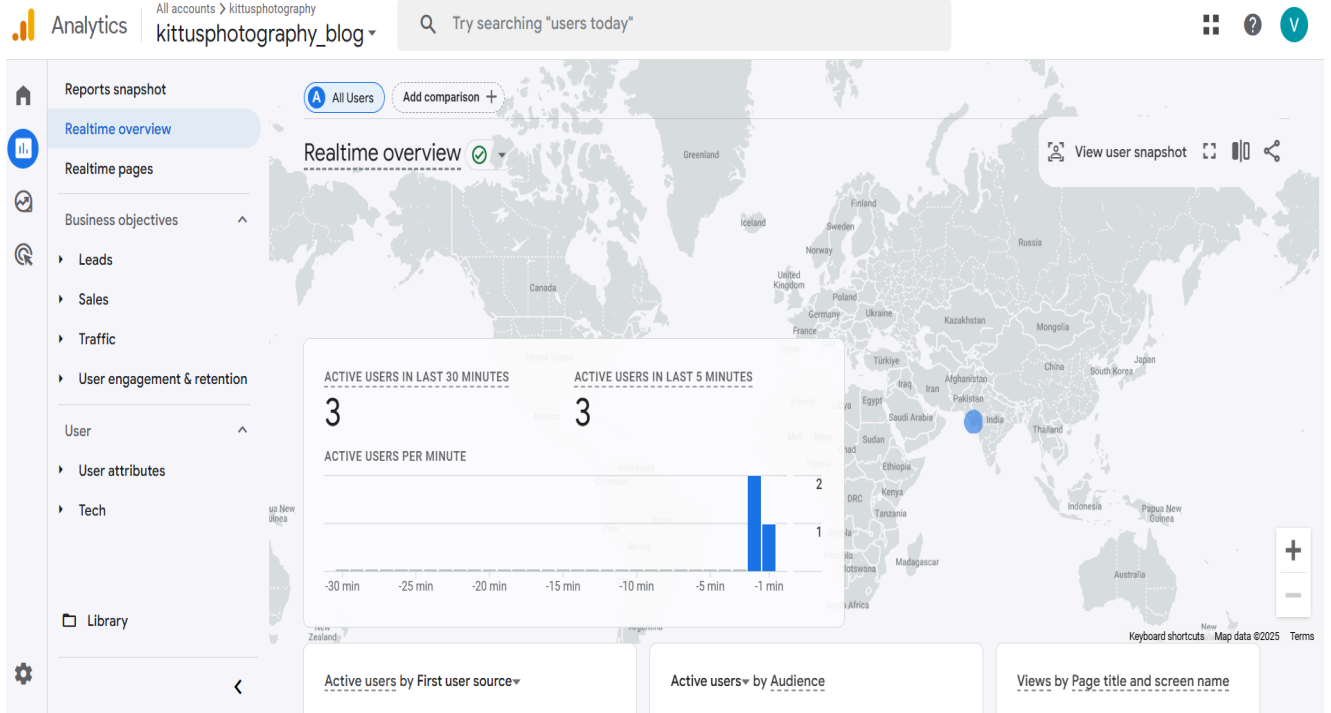 Analytics
All accounts > kittusphotography
kittusphotography_blog
Try searching "users today"
V
Reports snapshot
Realtime overview
Realtime pages
Business objectives
Leads
Sales
Traffic
User engagement & retention
User
User attributes
Tech
Library
A All Users
Add comparison +
Realtime overview
View user snapshot
ACTIVE USERS IN LAST 30 MINUTES
3
ACTIVE USERS IN LAST 5 MINUTES
3
ACTIVE USERS PER MINUTE
2
1
-30 min -25 min -20 min -15 min -10 min -5 min -1 min
Greenland
Iceland
Finland
Sweden
Norway
Russia
United
Kingdom
Canada
Poland
Germany
Ukraine
France
Kazakhstan
Mongolia
Türkiye
China
Japan
South Korea
Iraq
Iran
Afghanistan
Pakistan
Egypt
Saudi Arabia
India
Thailand
Sudan
Ethiopia
DRC
Kenya
Tanzania
Indonesia
Papua New
Guinea
Madagascar
Australia
New
Zealand
Keyboard shortcuts Map data ©2025 Terms
Active users by First user source
Active users by Audience
Views by Page title and screen name